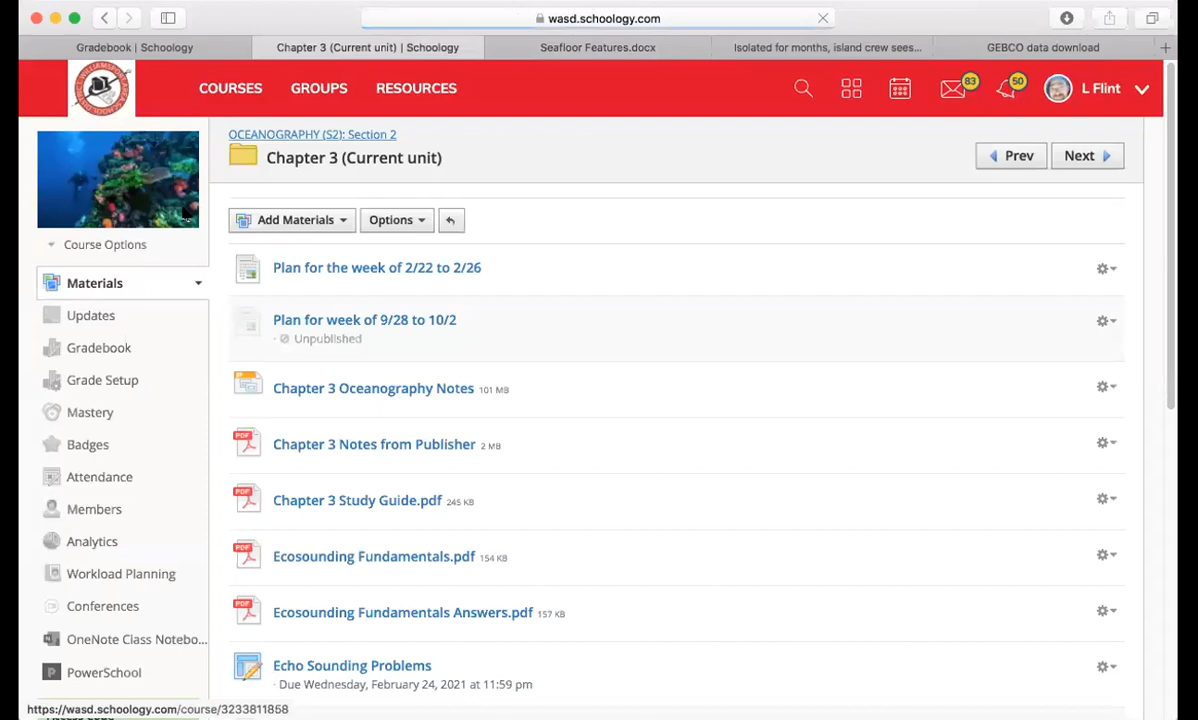 wasd.schoology.com
Gradebook | Schoology
Chapter 3 (Current unit) | Schoology
Seafloor Features.docx
Isolated for months, island crew sees...
GEBCO data download
COURSES
GROUPS
RESOURCES
83
50
L Flint
OCEANOGRAPHY (S2): Section 2
Chapter 3 (Current unit)
Prev
Next
Course Options
Add Materials
Options
Materials
Updates
Gradebook
Grade Setup
Mastery
Badges
Attendance
Members
Analytics
Workload Planning
Conferences
OneNote Class Notebo...
PowerSchool
Plan for the week of 2/22 to 2/26
Plan for week of 9/28 to 10/2
· Unpublished
Chapter 3 Oceanography Notes 101 MB
PDF
Chapter 3 Notes from Publisher 2 MB
PDF
Chapter 3 Study Guide.pdf 245 KB
PDF
Ecosounding Fundamentals.pdf 154 KB
PDF
Ecosounding Fundamentals Answers.pdf 157 KB
Echo Sounding Problems
· Due Wednesday, February 24, 2021 at 11:59 pm
https://wasd.schoology.com/course/3233811858